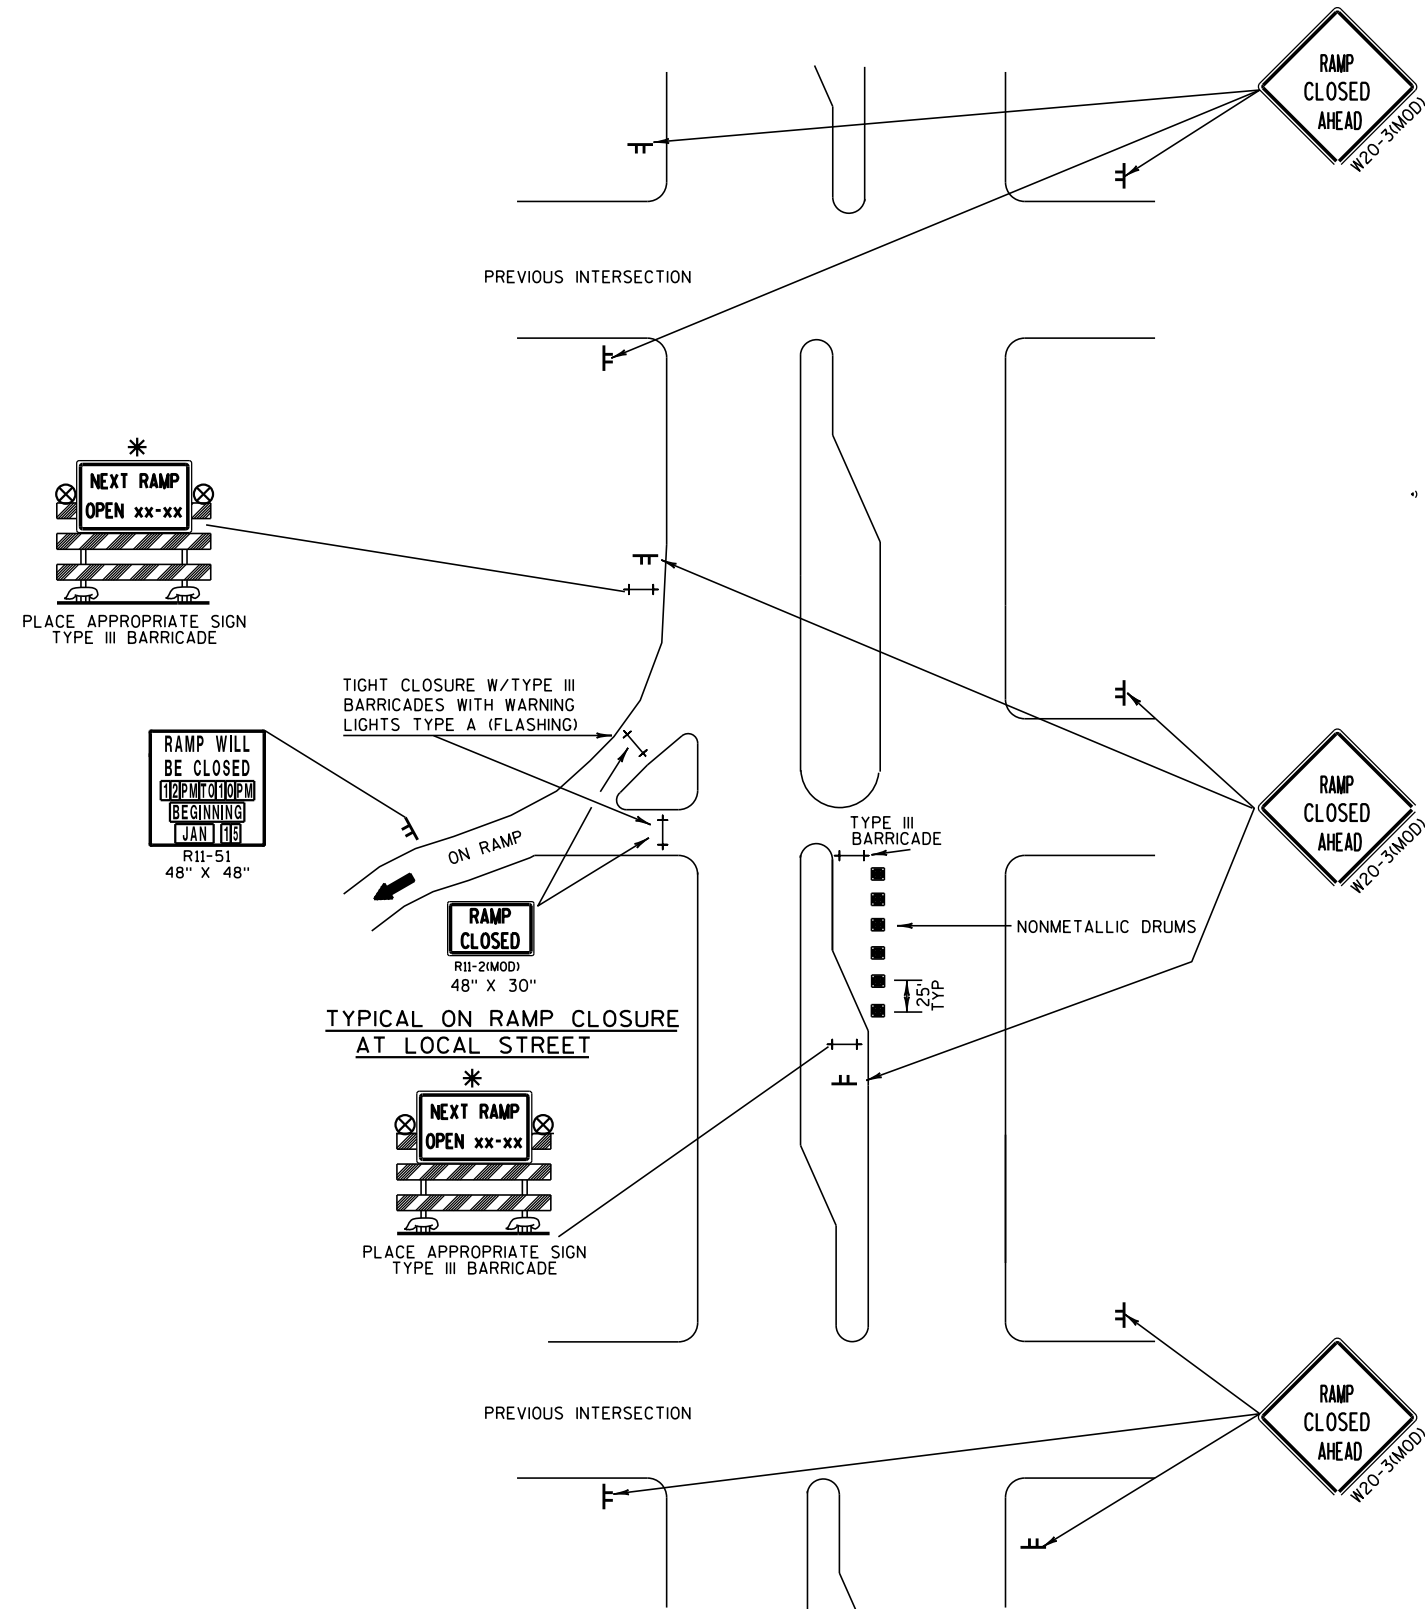 RAMP
CLOSED
AHEAD
W20-3(MOD)
PREVIOUS INTERSECTION
NEXT RAMP
OPEN xx-xx
PLACE APPROPRIATE SIGN
TYPE III BARRICADE
TIGHT CLOSURE W/TYPE III
BARRICADES WITH WARNING
LIGHTS TYPE A (FLASHING)
RAMP WILL
BE CLOSED
12PMTO10PM
BEGINNING
JAN 15
R11-51
48" X 48"
ON RAMP
RAMP
CLOSED
R11-2(MOD)
48" X 30"
TYPE III
BARRICADE
RAMP
CLOSED
AHEAD
W20-3(MOD)
NONMETALLIC DRUMS
25'
TYP
TYPICAL ON RAMP CLOSURE
AT LOCAL STREET
NEXT RAMP
OPEN xx-xx
PLACE APPROPRIATE SIGN
TYPE III BARRICADE
PREVIOUS INTERSECTION
RAMP
CLOSED
AHEAD
W20-3(MOD)